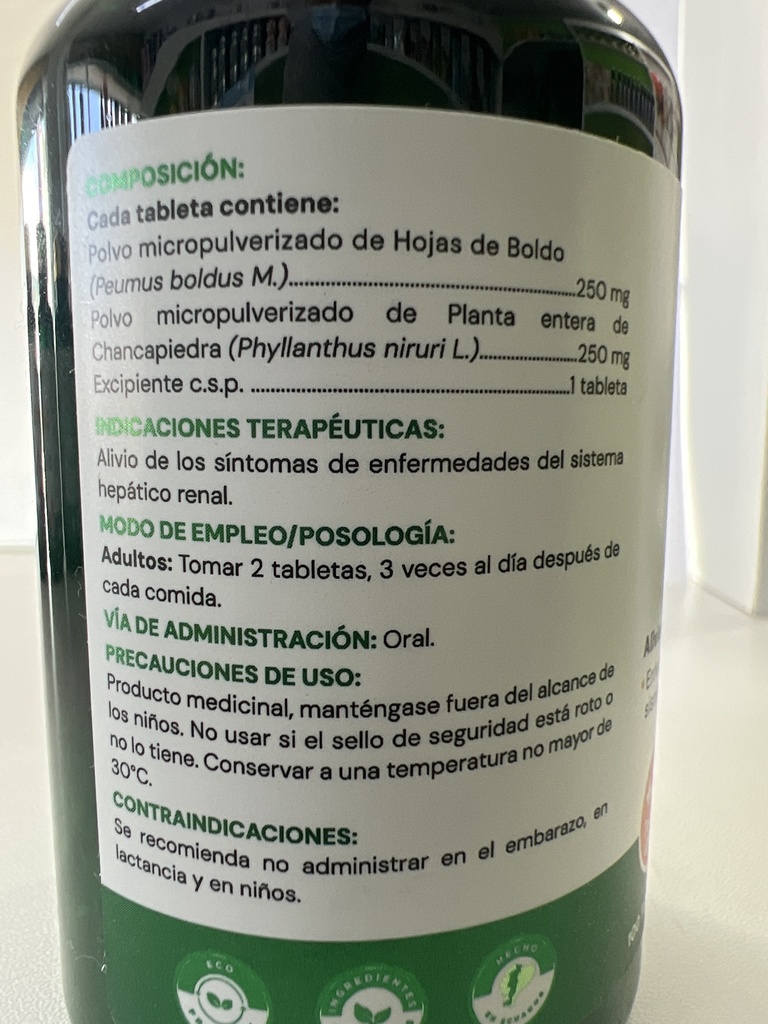 COMPOSICIÓN:
Cada tableta contiene:
Polvo micropulverizado de Hojas de Boldo
(Peumus boldus M.)....................................................250 mg
Polvo micropulverizado de Planta entera de
Chancapiedra (Phyllanthus niruri L.)..................250 mg
Excipiente c.s.p. ..........................................................1 tableta
INDICACIONES TERAPÉUTICAS:
Alivio de los síntomas de enfermedades del sistema
hepático renal.
MODO DE EMPLEO/POSOLOGÍA:
Adultos: Tomar 2 tabletas, 3 veces al día después de
cada comida.
VÍA DE ADMINISTRACIÓN: Oral.
PRECAUCIONES DE USO:
Producto medicinal, manténgase fuera del alcance de
los niños. No usar si el sello de seguridad está roto o
no lo tiene. Conservar a una temperatura no mayor de
30°C.
CONTRAINDICACIONES:
Se recomienda no administrar en el embarazo, en
lactancia y en niños.
ECO
INGREDIENTES
HECHO
EN ECUADOR